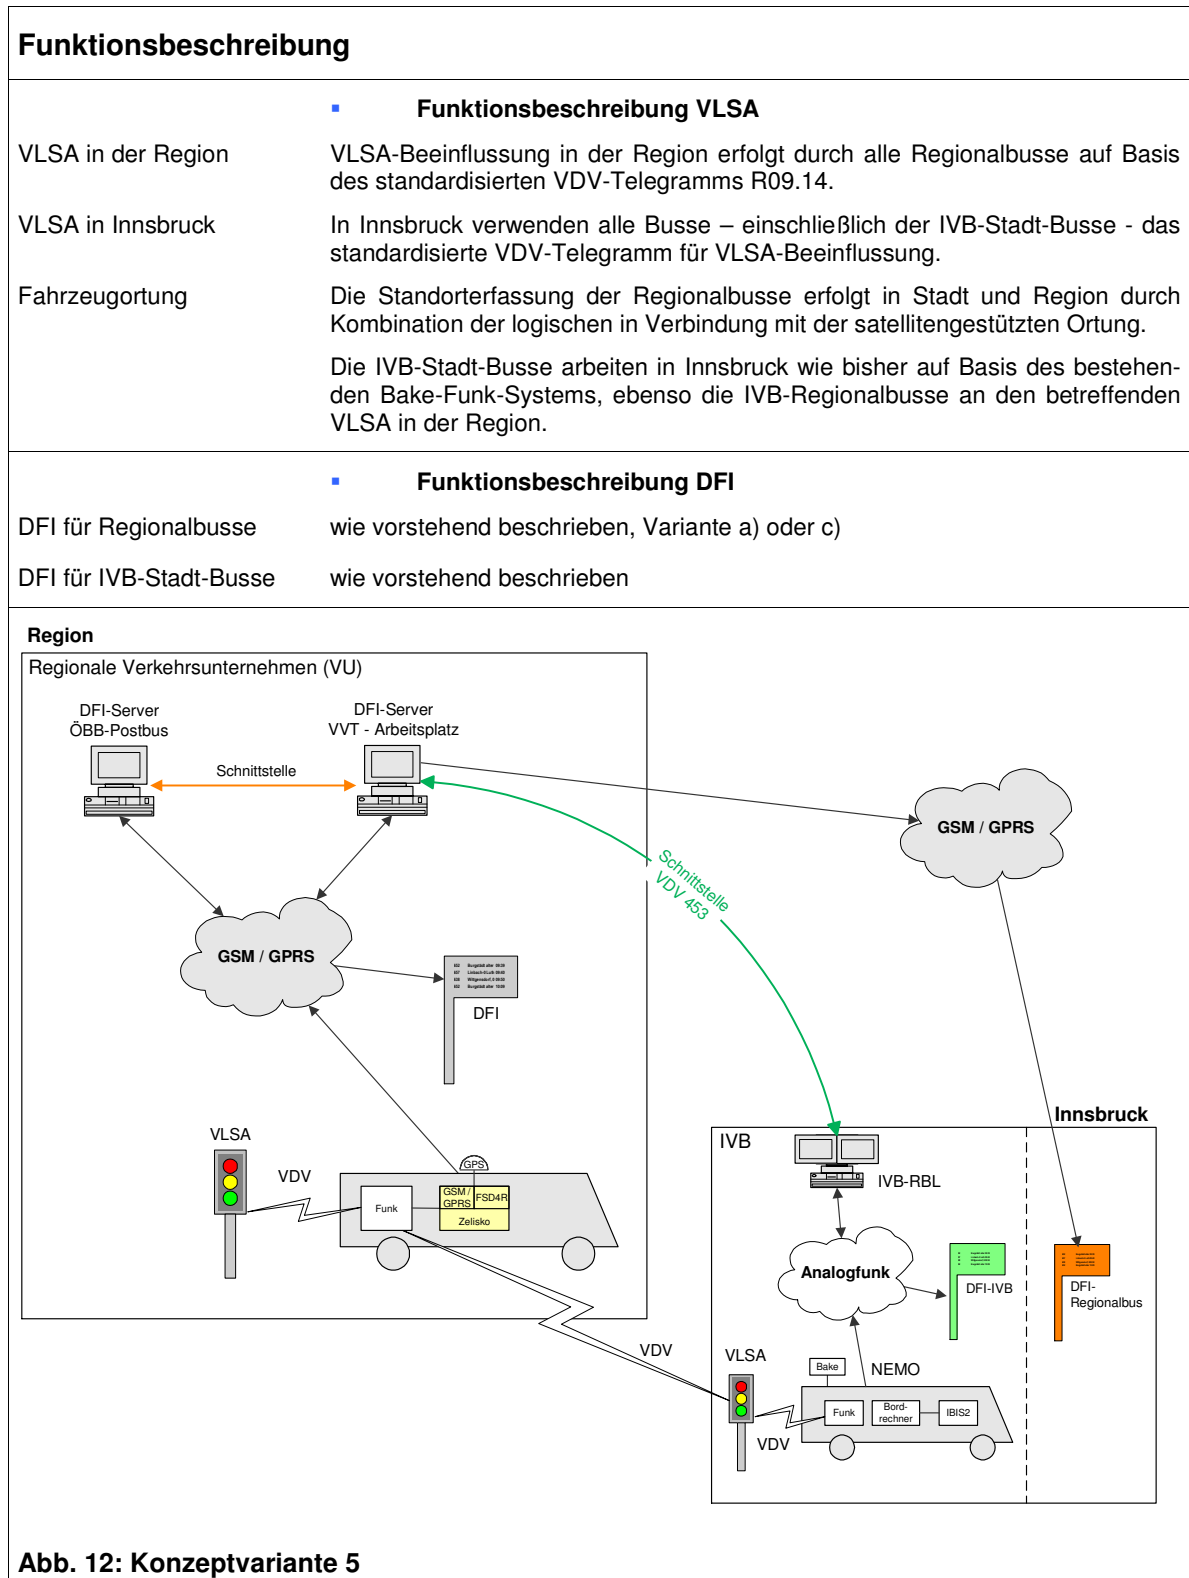 Funktionsbeschreibung
▪ Funktionsbeschreibung VLSA
VLSA in der Region
VLSA-Beeinflussung in der Region erfolgt durch alle Regionalbusse auf Basis
des standardisierten VDV-Telegramms R09.14.
VLSA in Innsbruck
In Innsbruck verwenden alle Busse – einschließlich der IVB-Stadt-Busse - das
standardisierte VDV-Telegramm für VLSA-Beeinflussung.
Fahrzeugortung
Die Standorterfassung der Regionalbusse erfolgt in Stadt und Region durch
Kombination der logischen in Verbindung mit der satellitengestützten Ortung.
Die IVB-Stadt-Busse arbeiten in Innsbruck wie bisher auf Basis des bestehen-
den Bake-Funk-Systems, ebenso die IVB-Regionalbusse an den betreffenden
VLSA in der Region.
▪ Funktionsbeschreibung DFI
DFI für Regionalbusse
wie vorstehend beschrieben, Variante a) oder c)
DFI für IVB-Stadt-Busse
wie vorstehend beschrieben
Region
Regionale Verkehrsunternehmen (VU)
DFI-Server
ÖBB-Postbus
DFI-Server
VVT - Arbeitsplatz
Schnittstelle
GSM / GPRS
Schnittstelle
VDV 453
GSM / GPRS
DFI
VLSA
VDV
GPS
GSM /
GPRS
FSD4R
Zelisko
Funk
Innsbruck
IVB
IVB-RBL
Analogfunk
DFI-IVB
DFI-
Regionalbus
VDV
VLSA
Bake
NEMO
Funk
Bord-
rechner
IBIS2
VDV
Abb. 12: Konzeptvariante 5